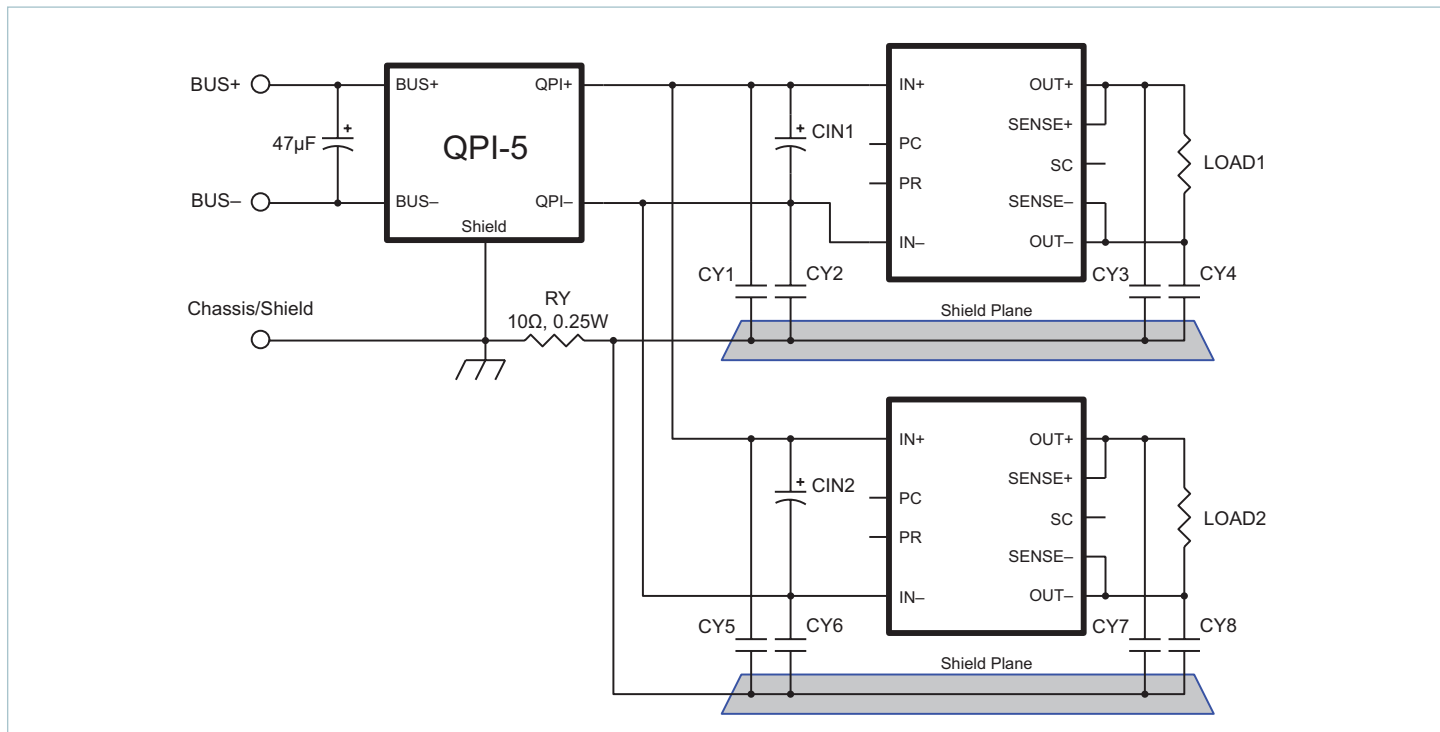 BUS+
47µF
BUS–
BUS+
QPI+
QPI-5
BUS–
QPI–
Shield
Chassis/Shield
RY
10Ω, 0.25W
CIN1
CY1
CY2
IN+
OUT+
SENSE+
PC
SC
PR
SENSE–
IN–
OUT–
LOAD1
CY3
CY4
Shield Plane
CIN2
CY5
CY6
IN+
OUT+
SENSE+
PC
SC
PR
SENSE–
IN–
OUT–
LOAD2
CY7
CY8
Shield Plane